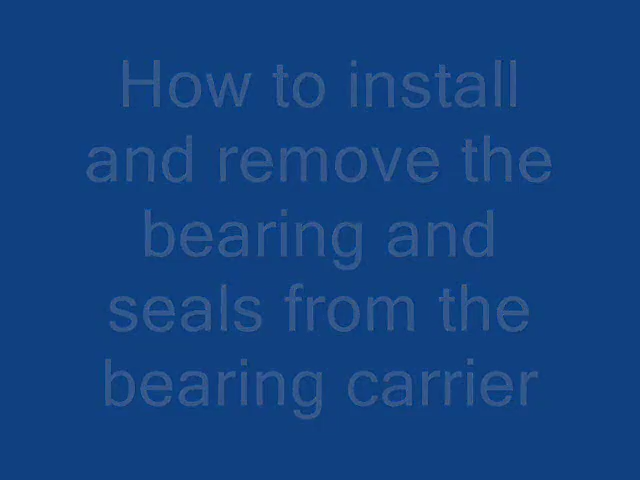 How to install
and remove the
bearing and
seals from the
bearing carrier